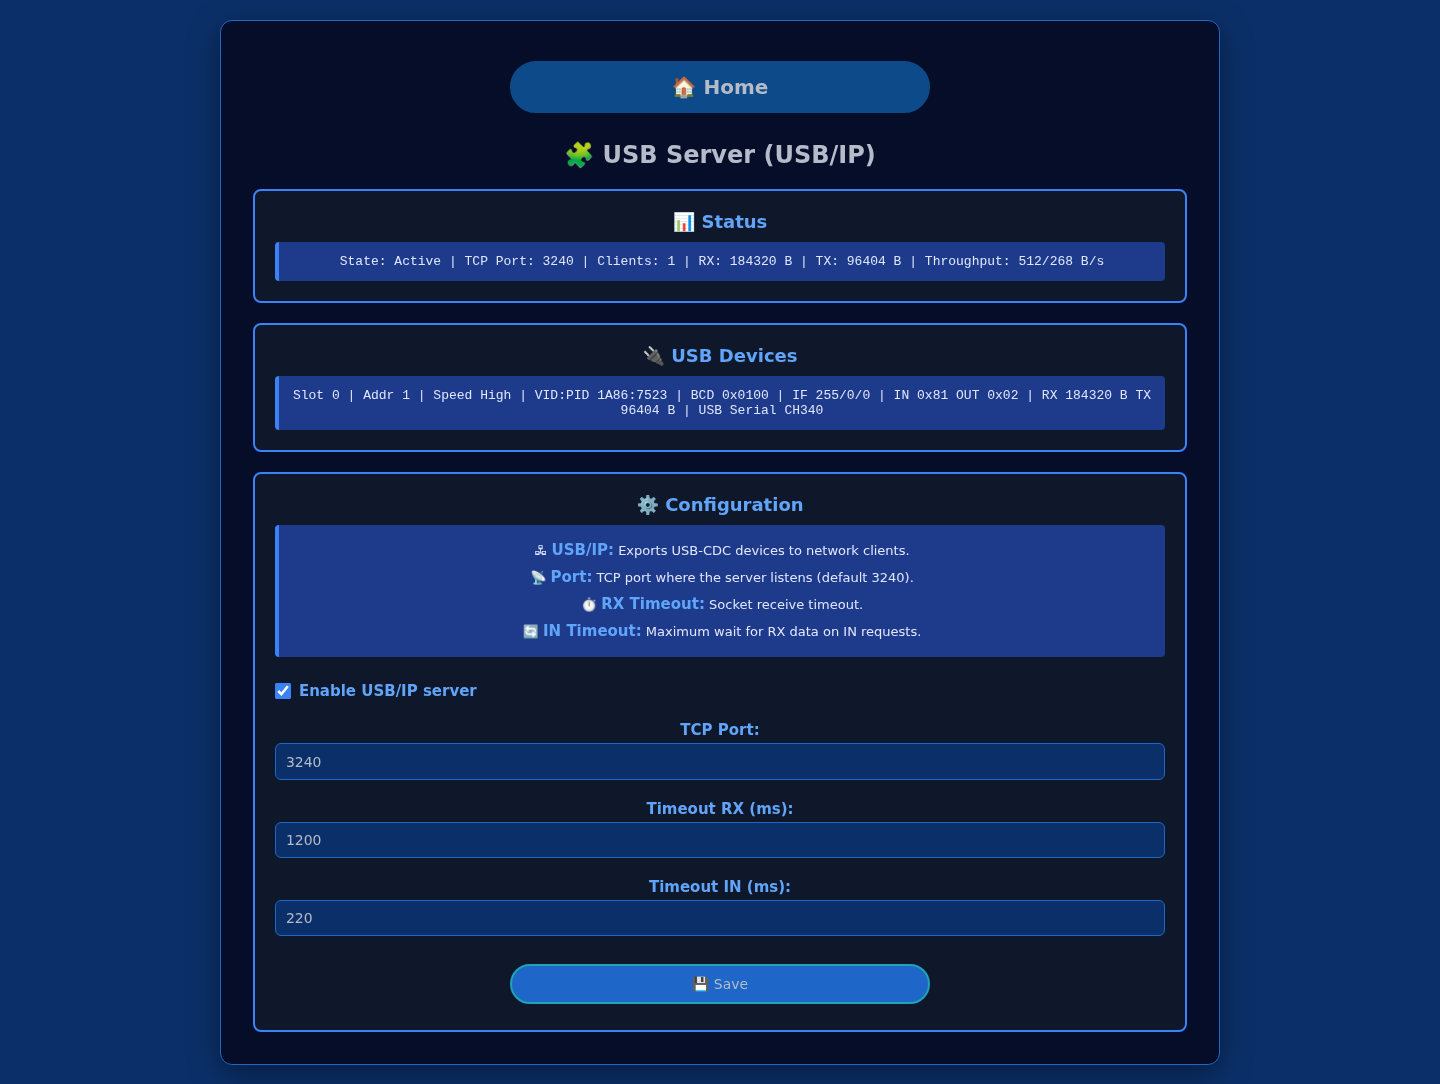 🏠 Home
🧩 USB Server (USB/IP)
📊 Status
State: Active | TCP Port: 3240 | Clients: 1 | RX: 184320 B | TX: 96404 B | Throughput: 512/268 B/s
🔌 USB Devices
Slot 0 | Addr 1 | Speed High | VID:PID 1A86:7523 | BCD 0x0100 | IF 255/0/0 | IN 0x81 OUT 0x02 | RX 184320 B TX
96404 B | USB Serial CH340
⚙️ Configuration
🖧 USB/IP: Exports USB-CDC devices to network clients.
📡 Port: TCP port where the server listens (default 3240).
⏱️ RX Timeout: Socket receive timeout.
🔄 IN Timeout: Maximum wait for RX data on IN requests.
Enable USB/IP server
TCP Port:
3240
Timeout RX (ms):
1200
Timeout IN (ms):
220
💾 Save